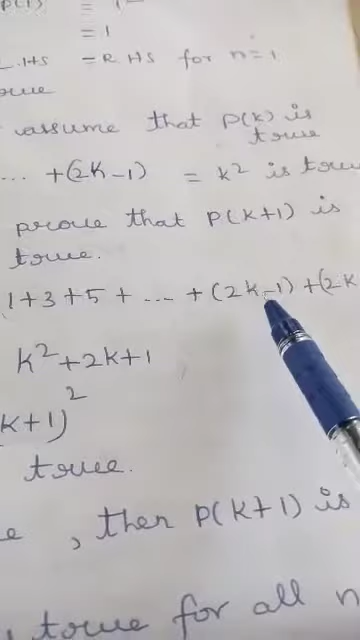 P(1) = 1
= 1
L.HS = R.HS for n=1
true
assume that P(k) is
true
... +(2k-1) = k² is true
prove that P(k+1) is
true.
1+3+5+ ... +(2k-1)+(2k
k²+2k+1
k+1)²
true.
, then P(k+1) is
true for all n